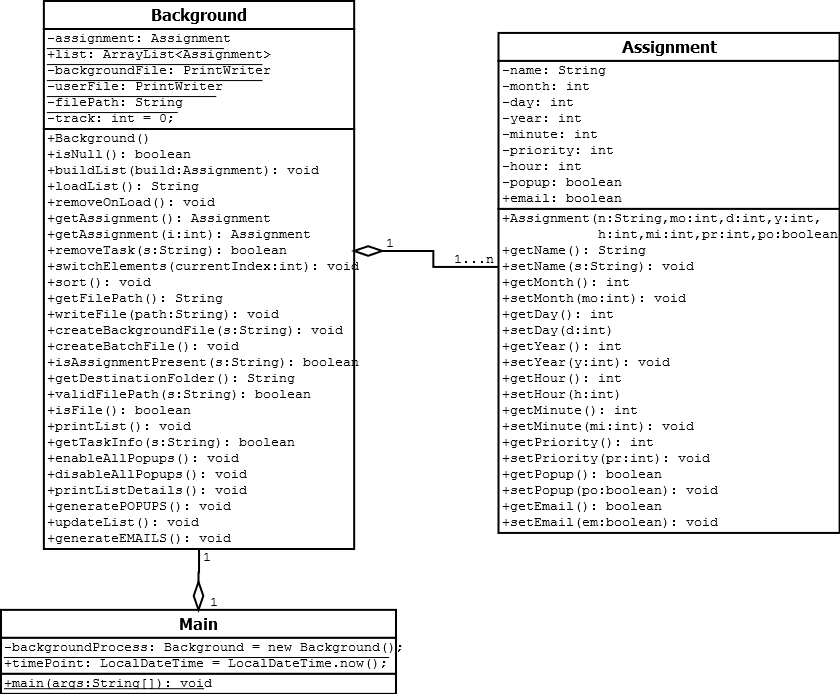 Background
-assignment: Assignment
+list: ArrayList<Assignment>
-backgroundFile: PrintWriter
-userFile: PrintWriter
-filePath: String
-track: int = 0;
+Background()
+isNull(): boolean
+buildList(build:Assignment): void
+loadList(): String
+removeOnLoad(): void
+getAssignment(): Assignment
+getAssignment(i:int): Assignment
+removeTask(s:String): boolean
+switchElements(currentIndex:int): void
+sort(): void
+getFilePath(): String
+writeFile(path:String): void
+createBackgroundFile(s:String): void
+createBatchFile(): void
+isAssignmentPresent(s:String): boolean
+getDestinationFolder(): String
+validFilePath(s:String): boolean
+isFile(): boolean
+printList(): void
+getTaskInfo(s:String): boolean
+enableAllPopups(): void
+disableAllPopups(): void
+printListDetails(): void
+generatePOPUPS(): void
+updateList(): void
+generateEMAILS(): void
1
1...n
Assignment
-name: String
-month: int
-day: int
-year: int
-minute: int
-priority: int
-hour: int
-popup: boolean
+email: boolean
+Assignment(n:String,mo:int,d:int,y:int,
h:int,mi:int,pr:int,po:boolean
+getName(): String
+setName(s:String): void
+getMonth(): int
+setMonth(mo:int): void
+getDay(): int
+setDay(d:int)
+getYear(): int
+setYear(y:int): void
+getHour(): int
+setHour(h:int)
+getMinute(): int
+setMinute(mi:int): void
+getPriority(): int
+setPriority(pr:int): void
+getPopup(): boolean
+setPopup(po:boolean): void
+getEmail(): boolean
+setEmail(em:boolean): void
1
1
Main
-backgroundProcess: Background = new Background();
+timePoint: LocalDateTime = LocalDateTime.now();
+main(args:String[]): void